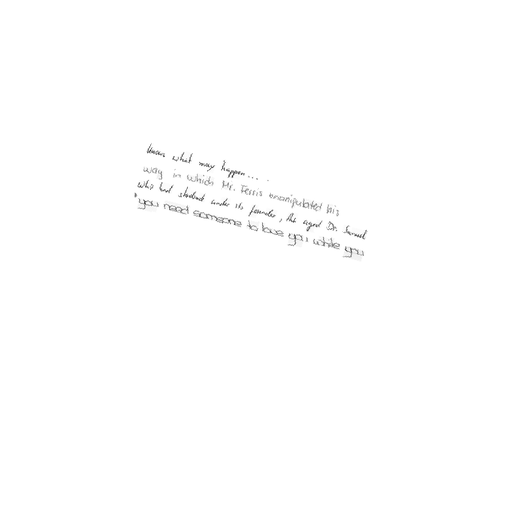 knows what may happen...
way in which Mr. Ferris manipulated his
who had studied under its founder, the aged Dr. Samuel
"you need someone to love you while you